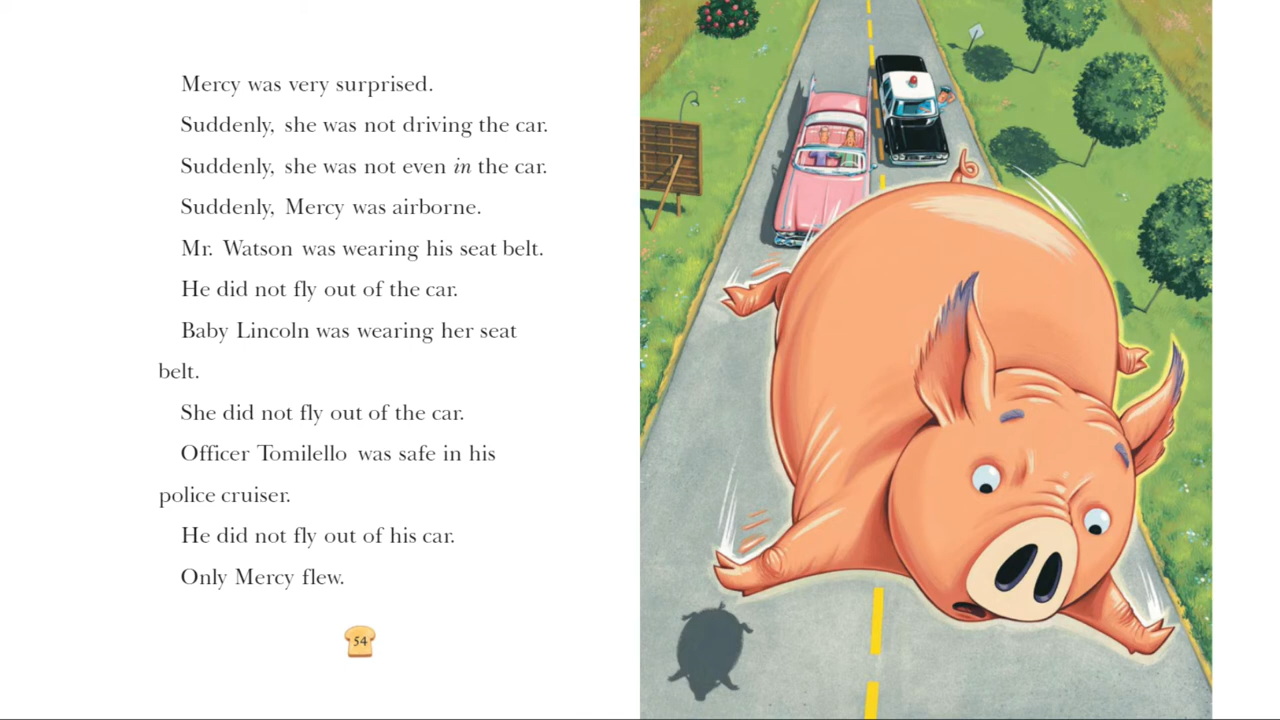 Mercy was very surprised.
Suddenly, she was not driving the car.
Suddenly, she was not even in the car.
Suddenly, Mercy was airborne.
Mr. Watson was wearing his seat belt.
He did not fly out of the car.
Baby Lincoln was wearing her seat
belt.
She did not fly out of the car.
Officer Tomilello was safe in his
police cruiser.
He did not fly out of his car.
Only Mercy flew.
54